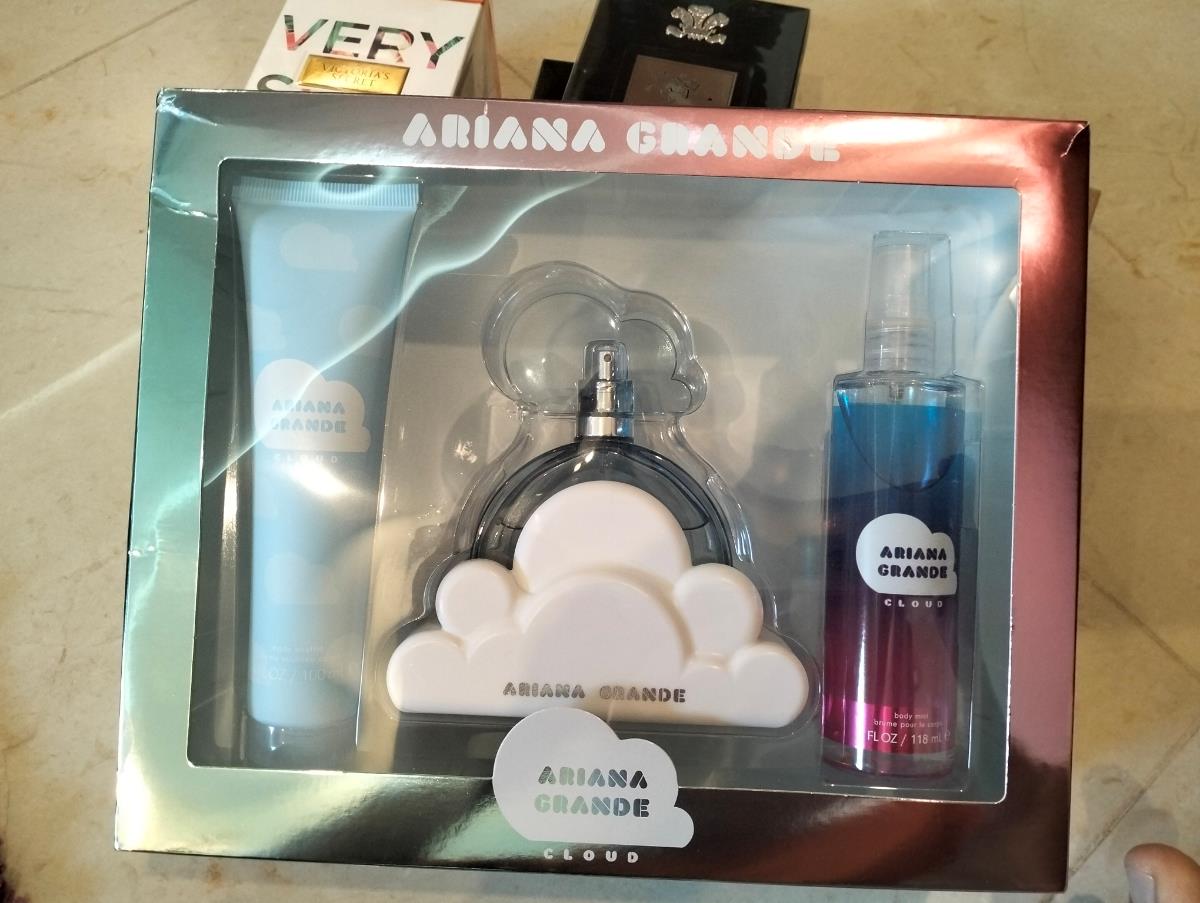 VERY
VICTORIA'S
SECRET
ARIANA GRANDE
ARIANA
GRANDE
CLOUD
OZ / 100
ARIANA GRANDE
ARIANA
GRANDE
CLOUD
body mist
brume pour le corps
FL OZ / 118 mL
ARIANA
GRANDE
CLOUD